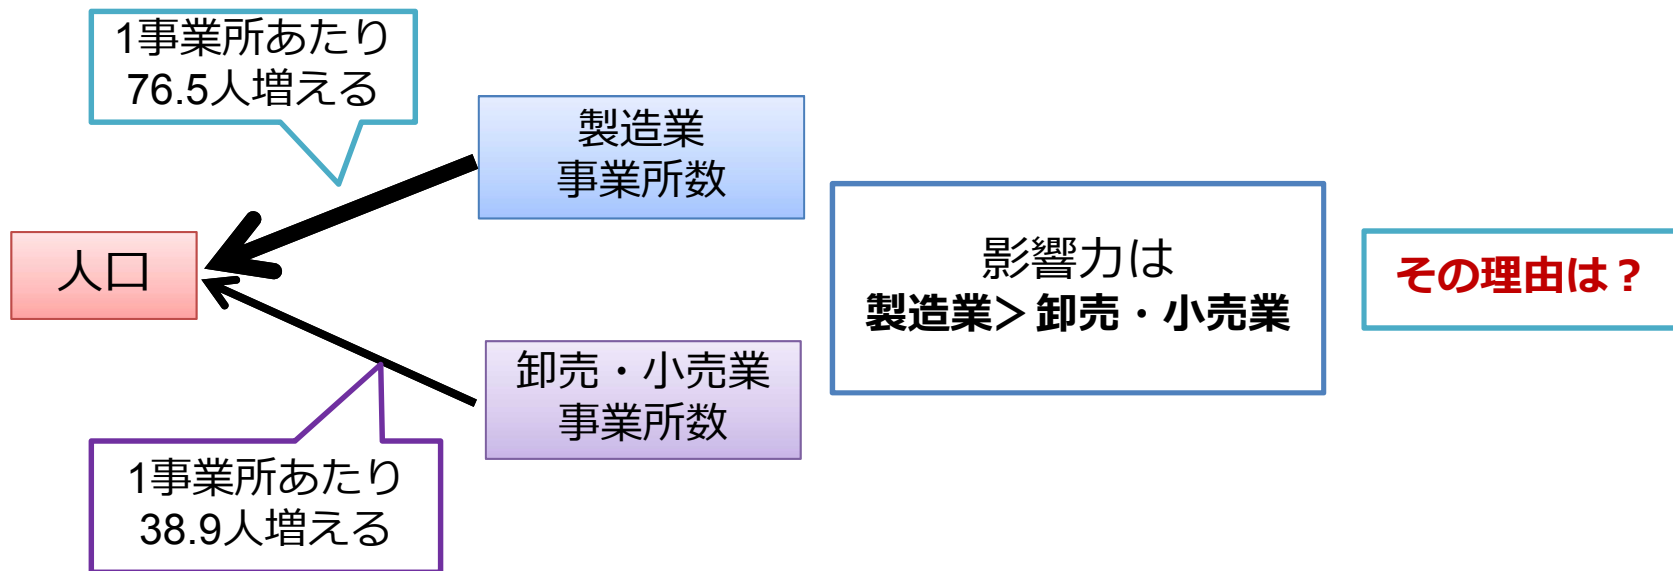 1事業所あたり
76.5人増える
製造業
事業所数
人口
卸売・小売業
事業所数
1事業所あたり
38.9人増える
影響力は
製造業＞卸売・小売業
その理由は？